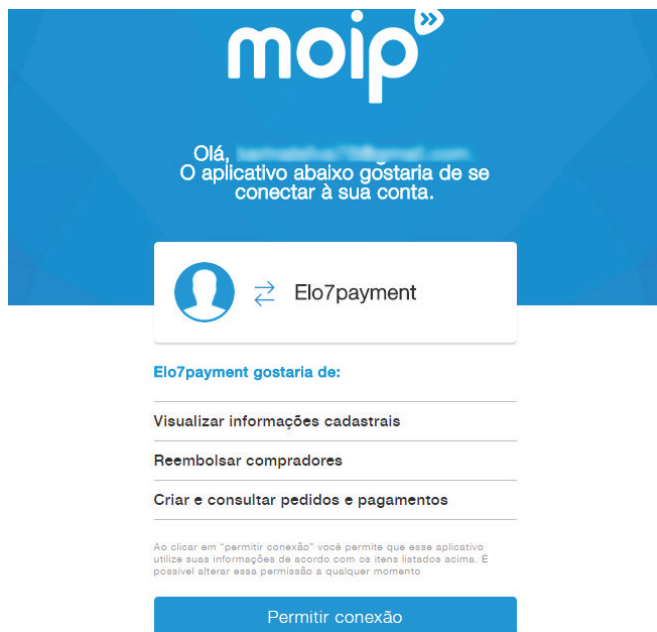 moip
Olá,
O aplicativo abaixo gostaria de se
conectar à sua conta.
Elo7payment
Elo7payment gostaria de:
Visualizar informações cadastrais
Reembolsar compradores
Criar e consultar pedidos e pagamentos
Ao clicar em "permitir conexão" você permite que esse aplicativo
utilize suas informações de acordo com os itens listados acima. É
possível alterar essa permissão a qualquer momento
Permitir conexão